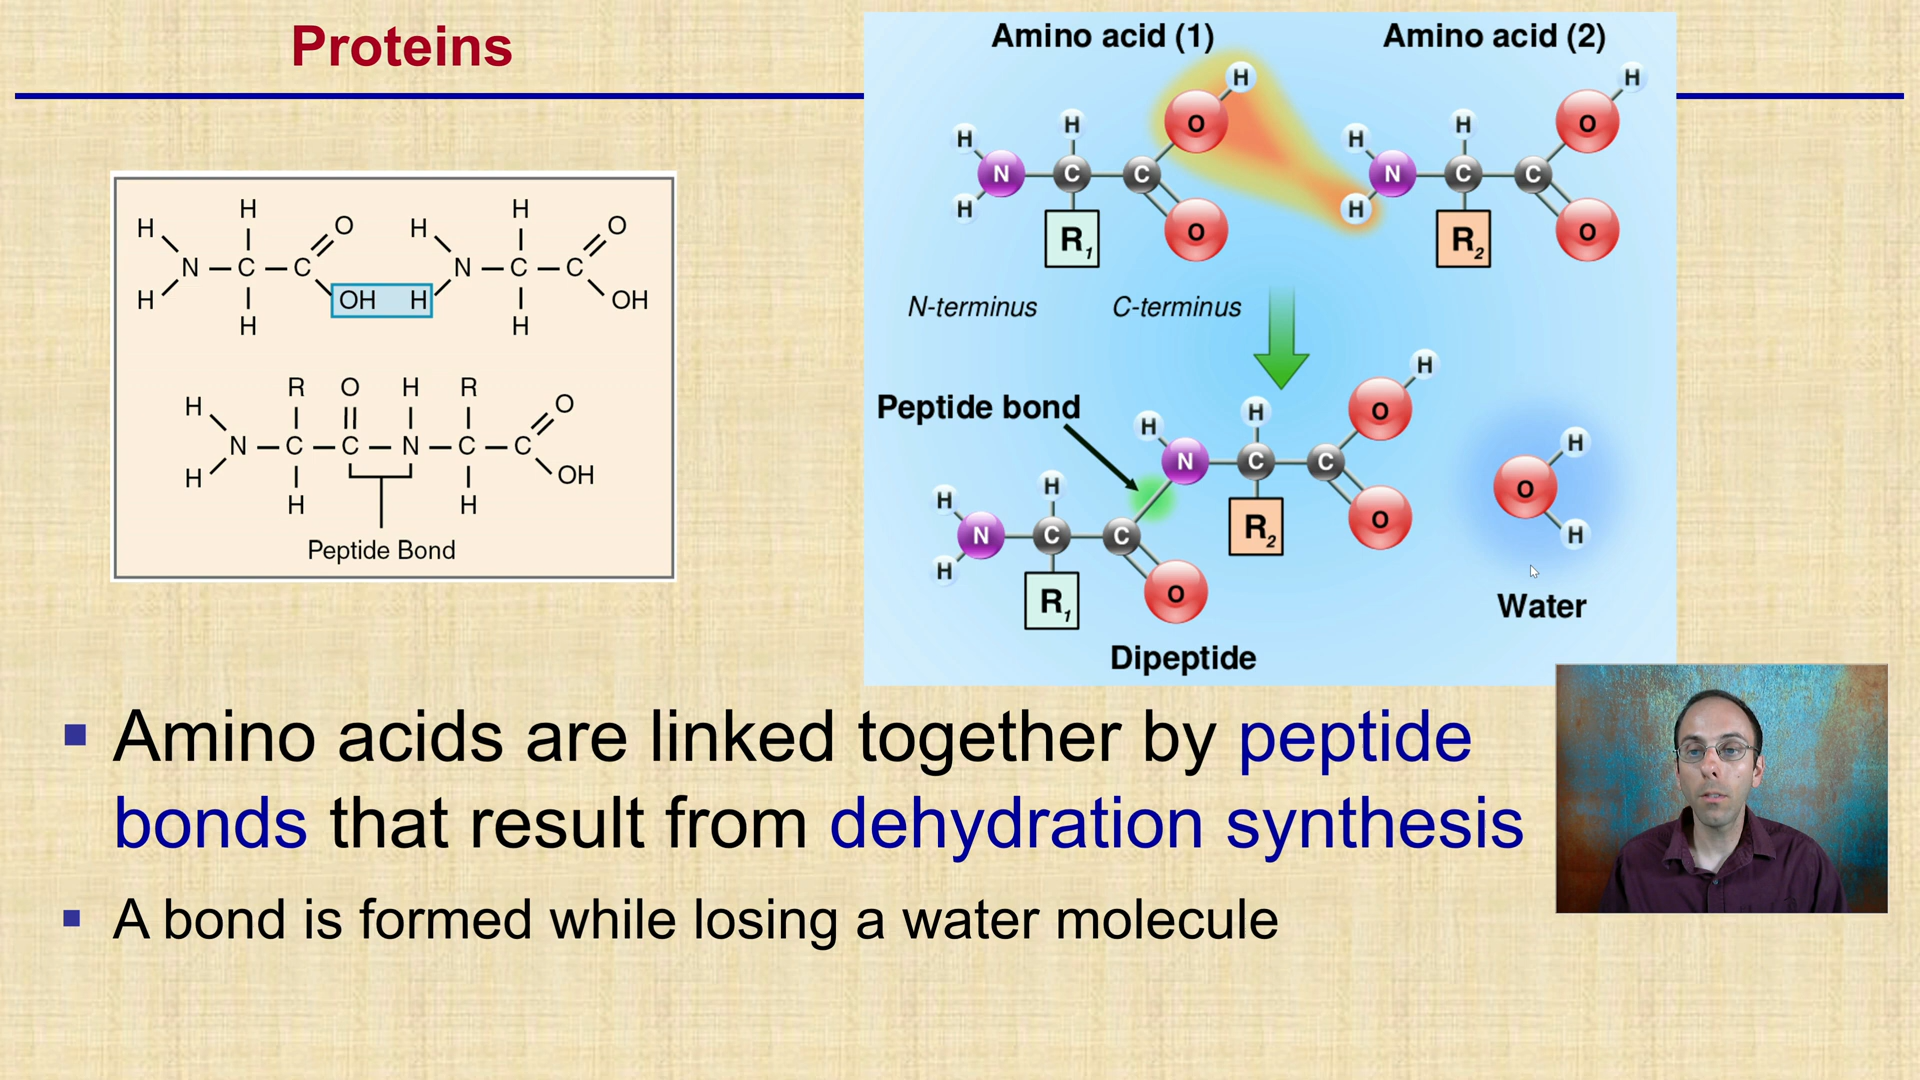 Proteins
H H O H H O
N C C N C C
H OH H OH
H H
R O H R
H O
N C C N C C
H OH
H H
Peptide Bond
Amino acid (1) Amino acid (2)
H H
H H O H H O
N C C N C C
H R1 O H R2 O
N-terminus C-terminus
Peptide bond
H
H H O
N C C
H H R2 O
N C C
H R1 O
H
O
H
Water
Dipeptide
Amino acids are linked together by peptide
bonds that result from dehydration synthesis
A bond is formed while losing a water molecule